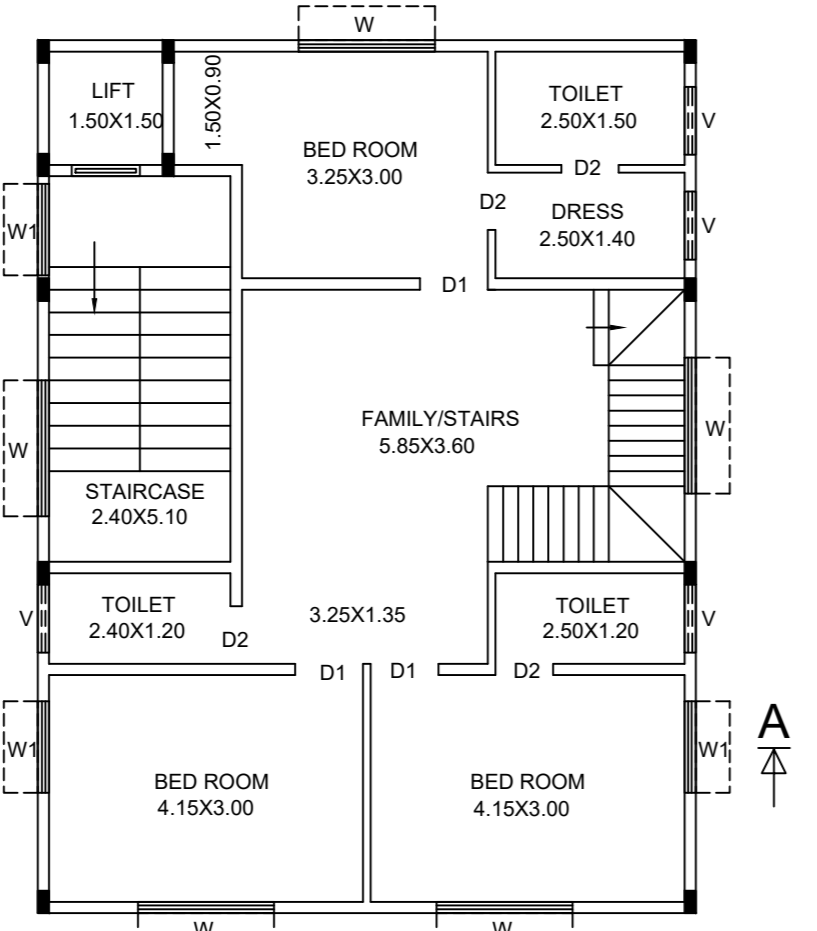 W
LIFT
1.50X1.50
1.50X0.90
TOILET
2.50X1.50
V
BED ROOM
3.25X3.00
D2
D2
DRESS
2.50X1.40
V
W1
D1
FAMILY/STAIRS
5.85X3.60
W
W
STAIRCASE
2.40X5.10
TOILET
2.40X1.20
V
D2
3.25X1.35
TOILET
2.50X1.20
V
D1
D1
D2
W1
BED ROOM
4.15X3.00
BED ROOM
4.15X3.00
W1
A
W
W